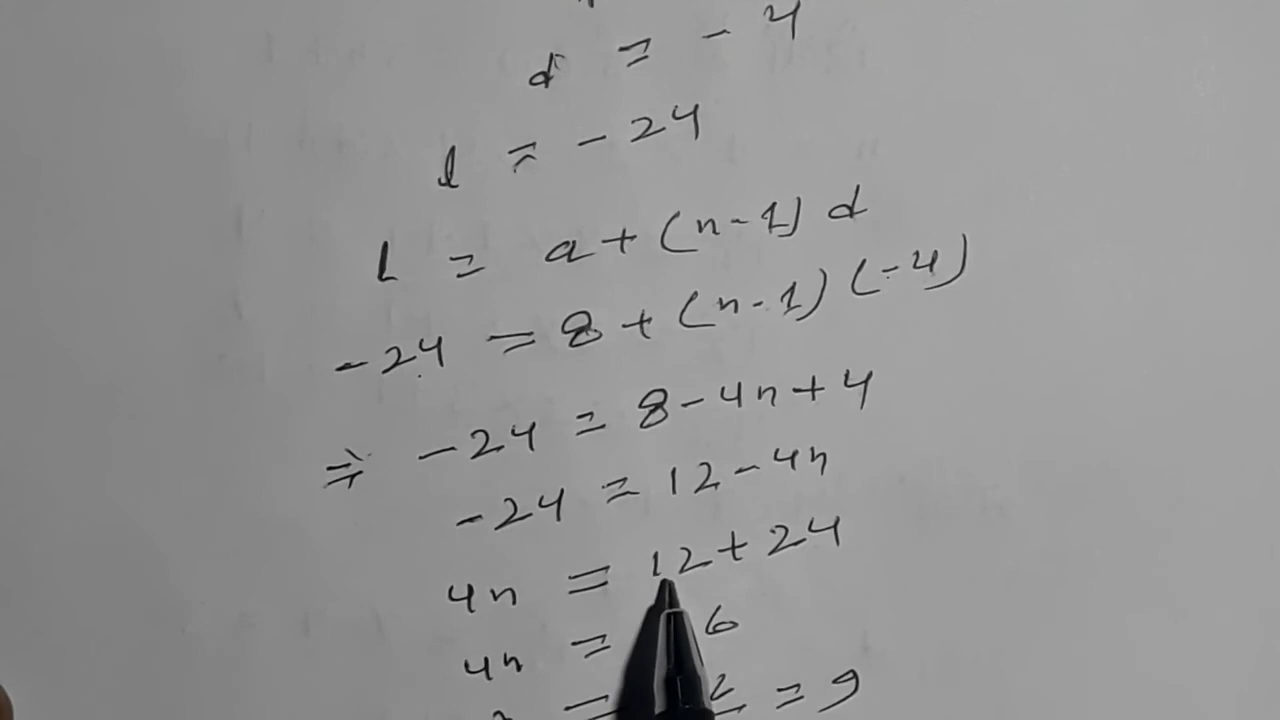 d = - 4
l = - 24
L = a + (n-1) d
-24 = 8 + (n-1) (-4)
⇒ -24 = 8 - 4n + 4
-24 = 12 - 4n
4n = 12 + 24
4n = 6
= 2 = 9